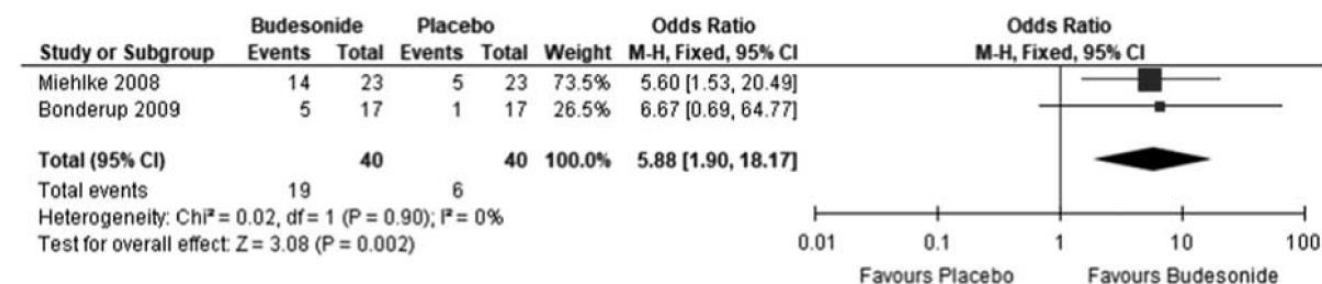 Budesonide Placebo Odds Ratio Odds Ratio
Study or Subgroup Events Total Events Total Weight M-H, Fixed, 95% CI M-H, Fixed, 95% CI
Miehlke 2008 14 23 5 23 73.5% 5.60 [1.53, 20.49]
Bonderup 2009 5 17 1 17 26.5% 6.67 [0.69, 64.77]
Total (95% CI) 40 40 100.0% 5.88 [1.90, 18.17]
Total events 19 6
Heterogeneity: Chi² = 0.02, df = 1 (P = 0.90); I² = 0%
Test for overall effect: Z = 3.08 (P = 0.002)
0.01 0.1 1 10 100
Favours Placebo Favours Budesonide